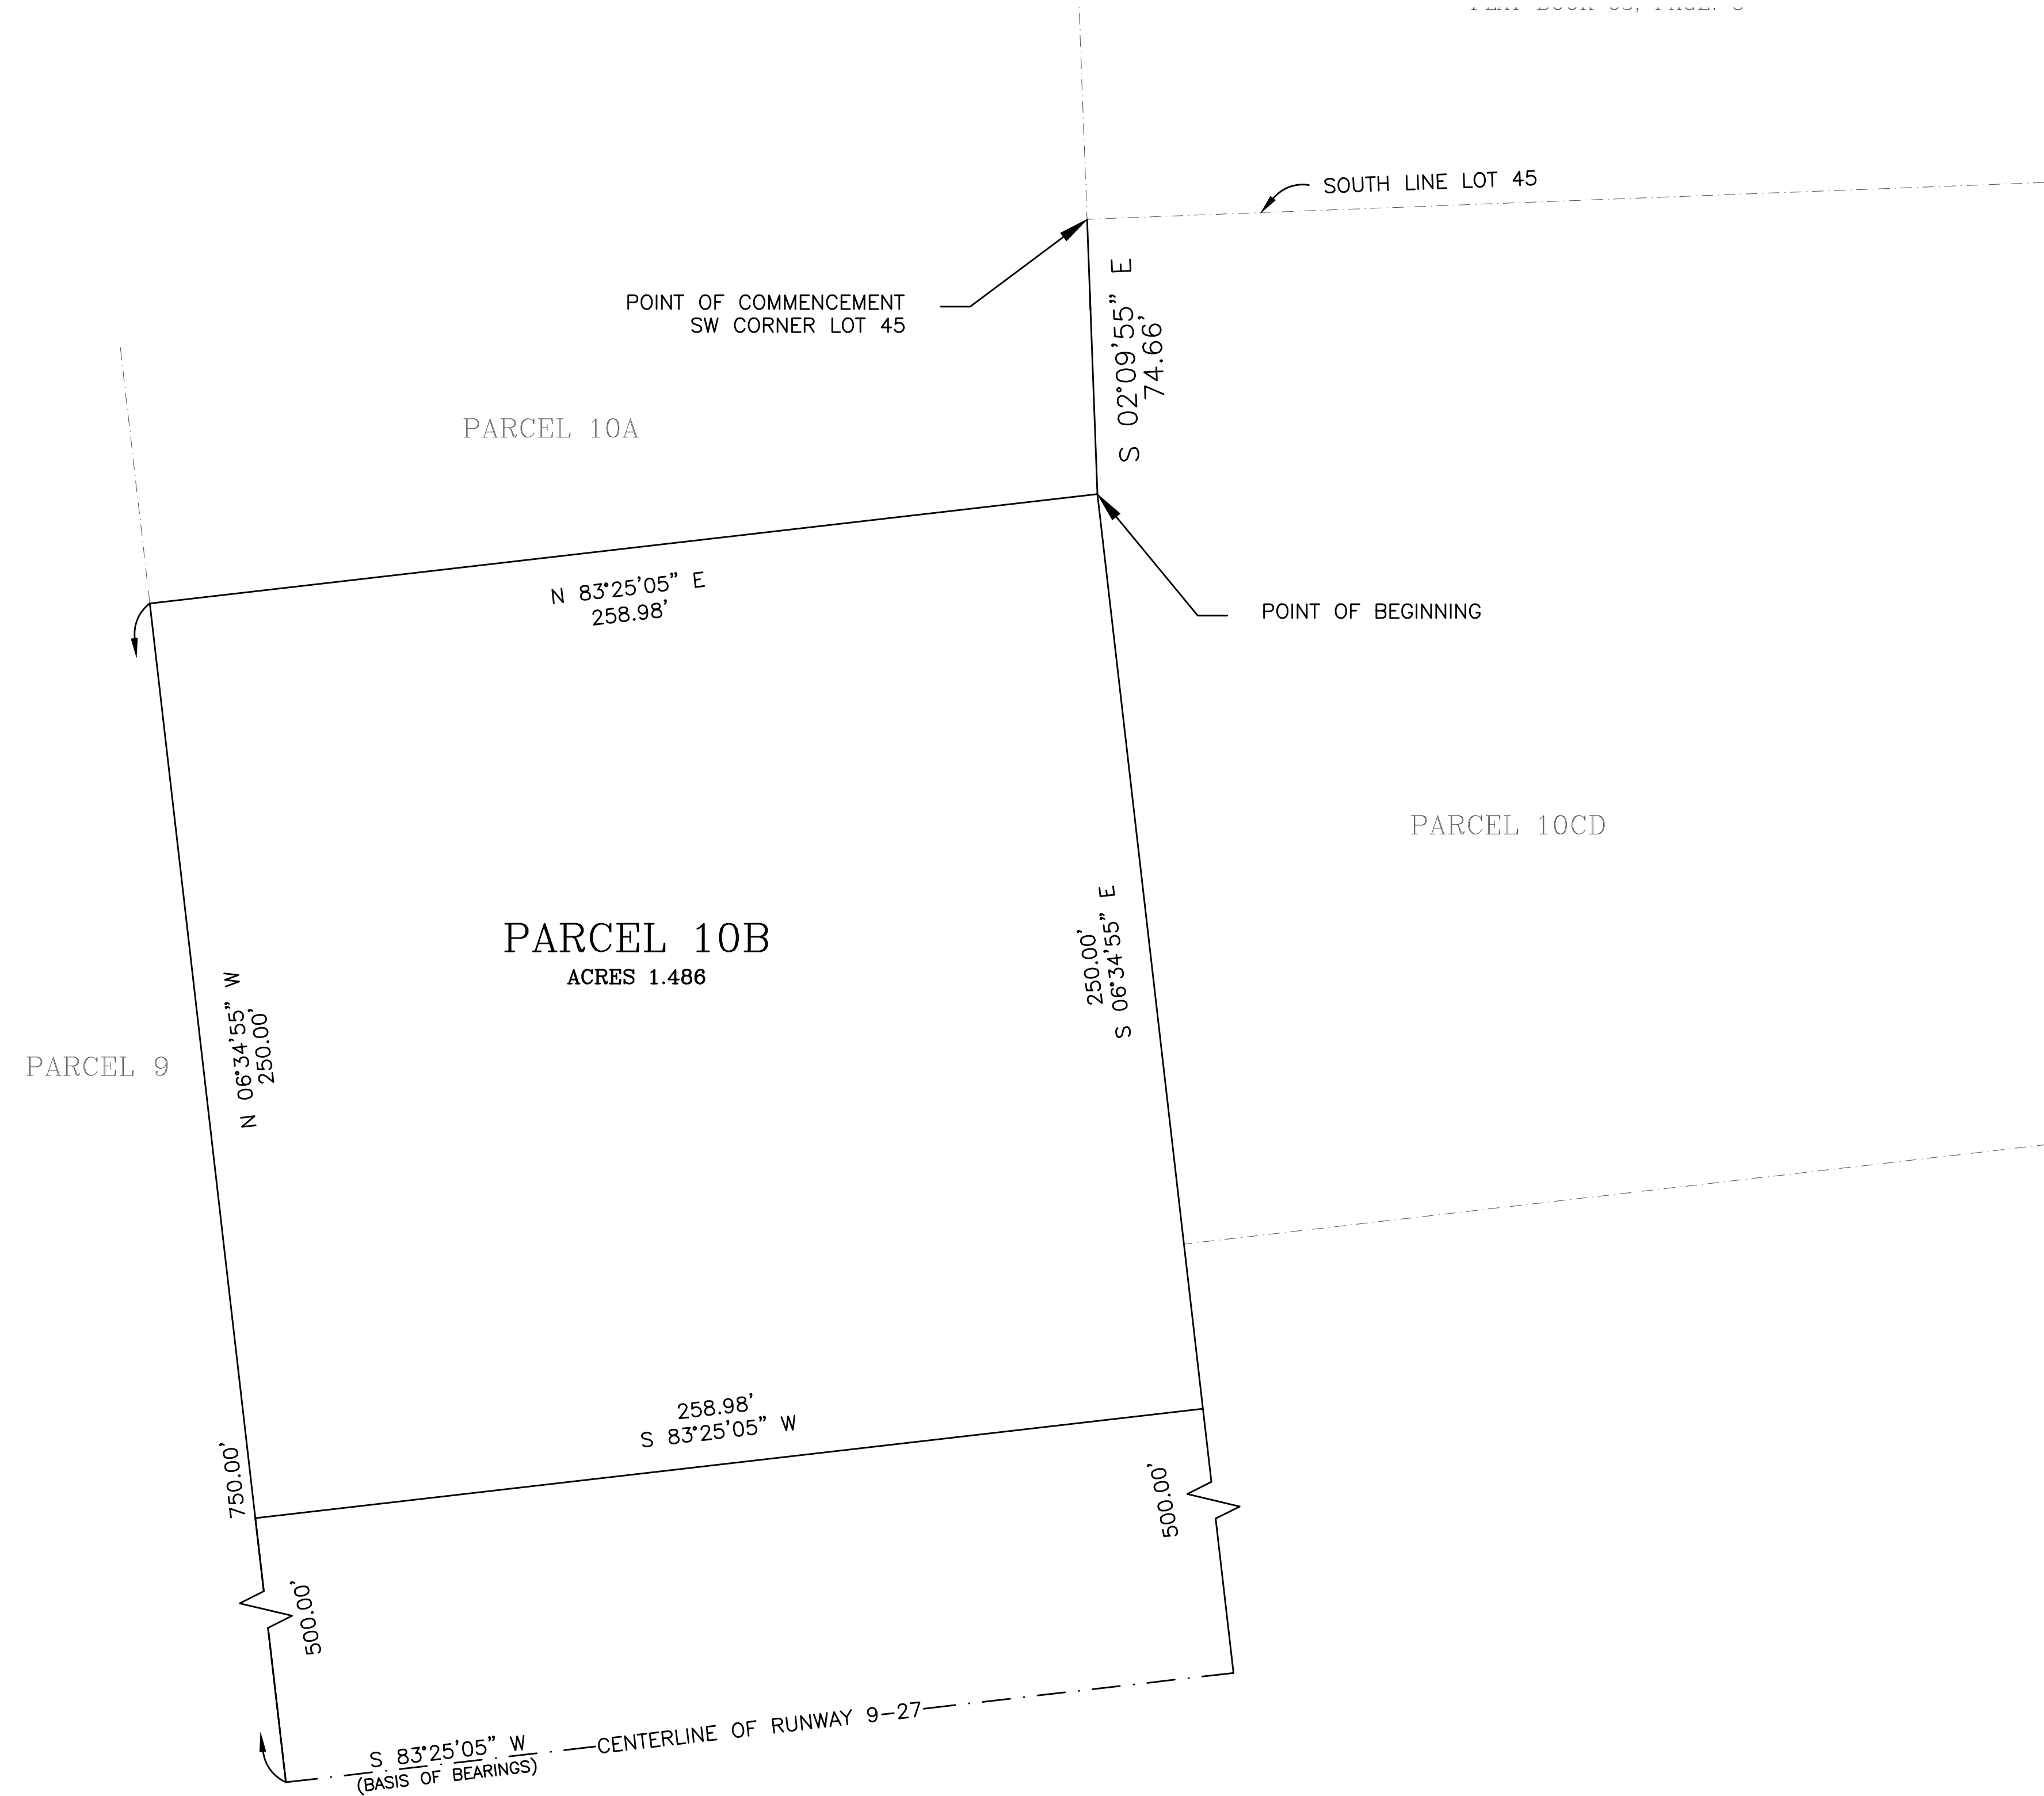 SOUTH LINE LOT 45
POINT OF COMMENCEMENT
SW CORNER LOT 45
S 02°09'55" E
74.66'
PARCEL 10A
N 83°25'05" E
258.98'
POINT OF BEGINNING
PARCEL 10CD
PARCEL 10B
ACRES 1.486
250.00'
S 06°34'55" E
N 06°34'55" W
250.00'
PARCEL 9
258.98'
S 83°25'05" W
750.00'
500.00'
500.00'
CENTERLINE OF RUNWAY 9-27
S 83°25'05" W
(BASIS OF BEARINGS)